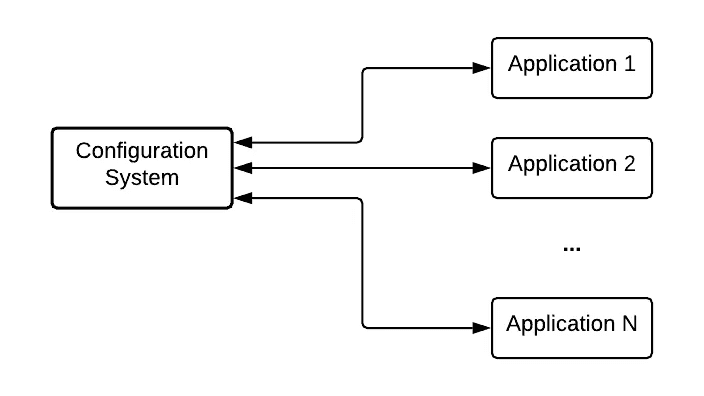 Application 1
Configuration
System
Application 2
...
Application N